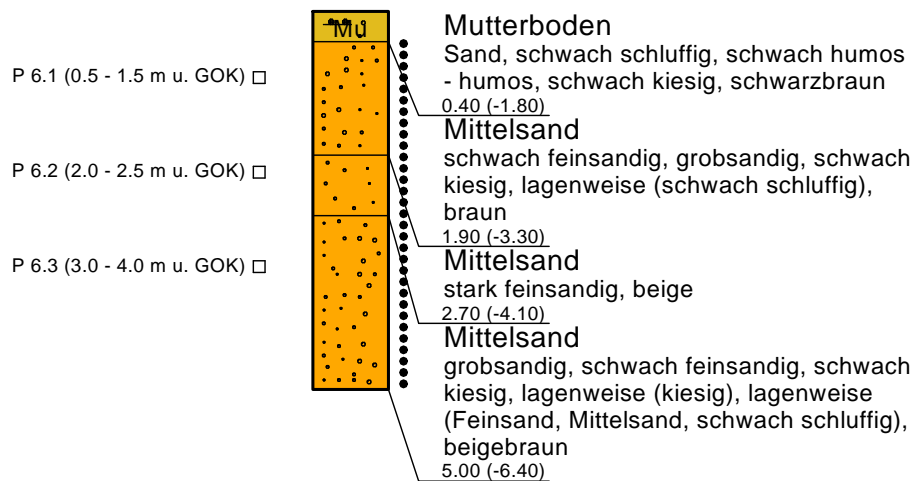 Mu
P 6.1 (0.5 - 1.5 m u. GOK)
P 6.2 (2.0 - 2.5 m u. GOK)
P 6.3 (3.0 - 4.0 m u. GOK)
Mutterboden
Sand, schwach schluffig, schwach humos
- humos, schwach kiesig, schwarzbraun
0.40 (-1.80)
Mittelsand
schwach feinsandig, grobsandig, schwach
kiesig, lagenweise (schwach schluffig),
braun
1.90 (-3.30)
Mittelsand
stark feinsandig, beige
2.70 (-4.10)
Mittelsand
grobsandig, schwach feinsandig, schwach
kiesig, lagenweise (kiesig), lagenweise
(Feinsand, Mittelsand, schwach schluffig),
beigebraun
5.00 (-6.40)